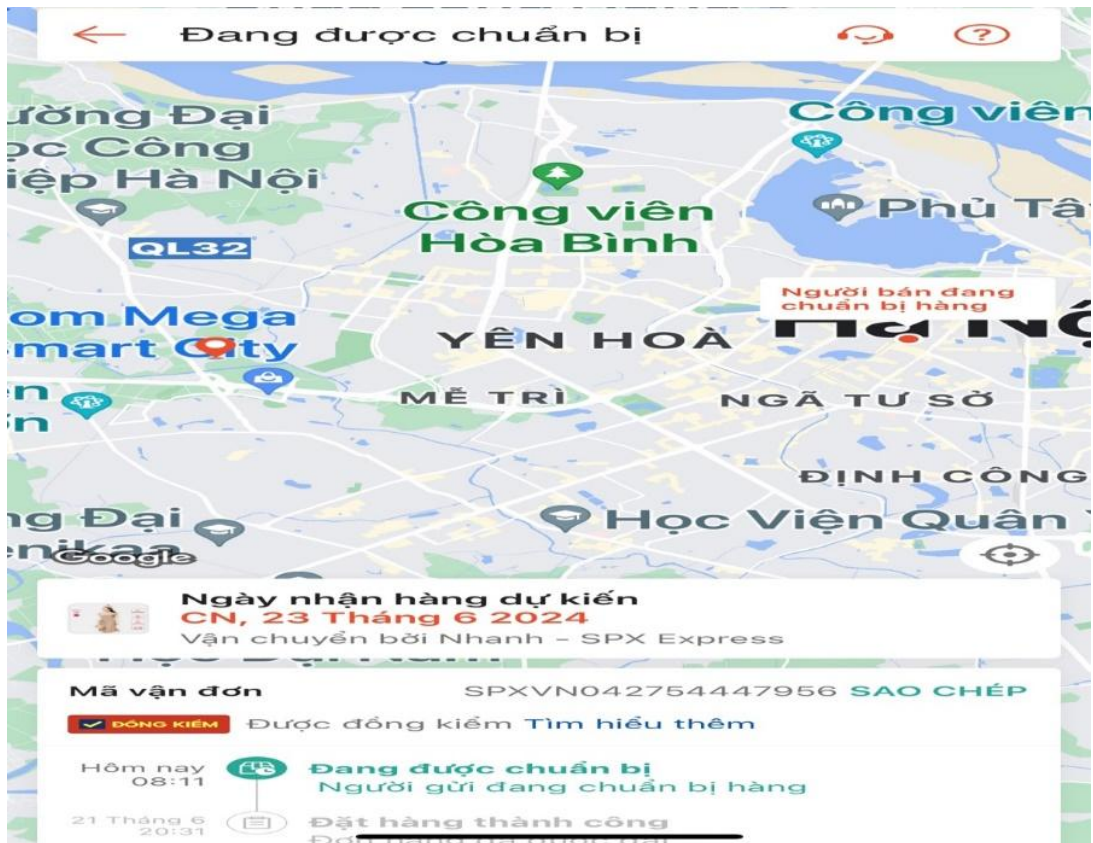 Đang được chuẩn bị
Công viên
ường Đại
ọc Công
iệp Hà Nội
Công viên
Hòa Bình
Phủ Tâ
QL32
Người bán đang
chuẩn bị hàng
om Mega
mart City
YÊN HOÀ
MỄ TRÌ
NGÃ TƯ SỞ
ĐỊNH CÔNG
ng Đại
Học Viện Quân
Google
Ngày nhận hàng dự kiến
CN, 23 Tháng 6 2024
Vận chuyển bởi Nhanh - SPX Express
Mã vận đơn SPXVN042754447956 SAO CHÉP
ĐỒNG KIỂM Được đồng kiểm Tìm hiểu thêm
Hôm nay Đang được chuẩn bị
08:11 Người gửi đang chuẩn bị hàng
21 Tháng 6 Đặt hàng thành công
20:31